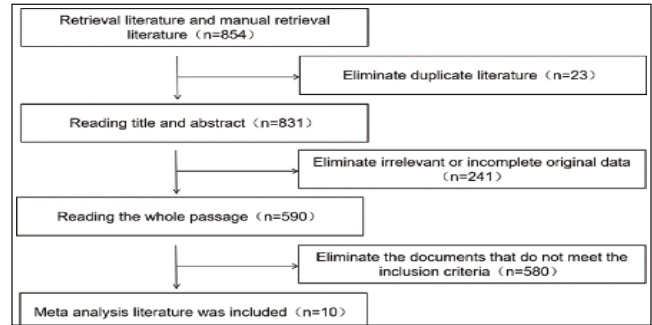 Retrieval literature and manual retrieval
literature（n=854）
Eliminate duplicate literature（n=23）
Reading title and abstract（n=831）
Eliminate irrelevant or incomplete original data
（n=241）
Reading the whole passage（n=590）
Eliminate the documents that do not meet the
inclusion criteria（n=580）
Meta analysis literature was included（n=10）